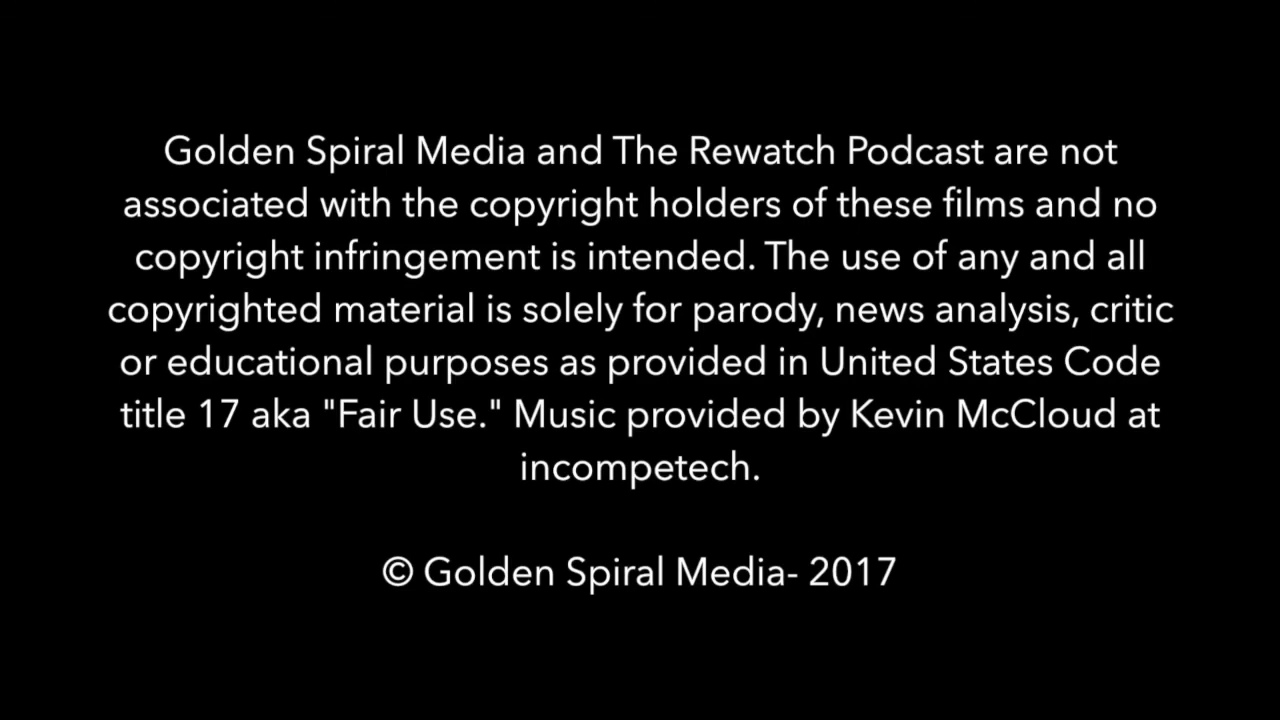 Golden Spiral Media and The Rewatch Podcast are not
associated with the copyright holders of these films and no
copyright infringement is intended. The use of any and all
copyrighted material is solely for parody, news analysis, critic
or educational purposes as provided in United States Code
title 17 aka "Fair Use." Music provided by Kevin McCloud at
incompetech.
© Golden Spiral Media- 2017